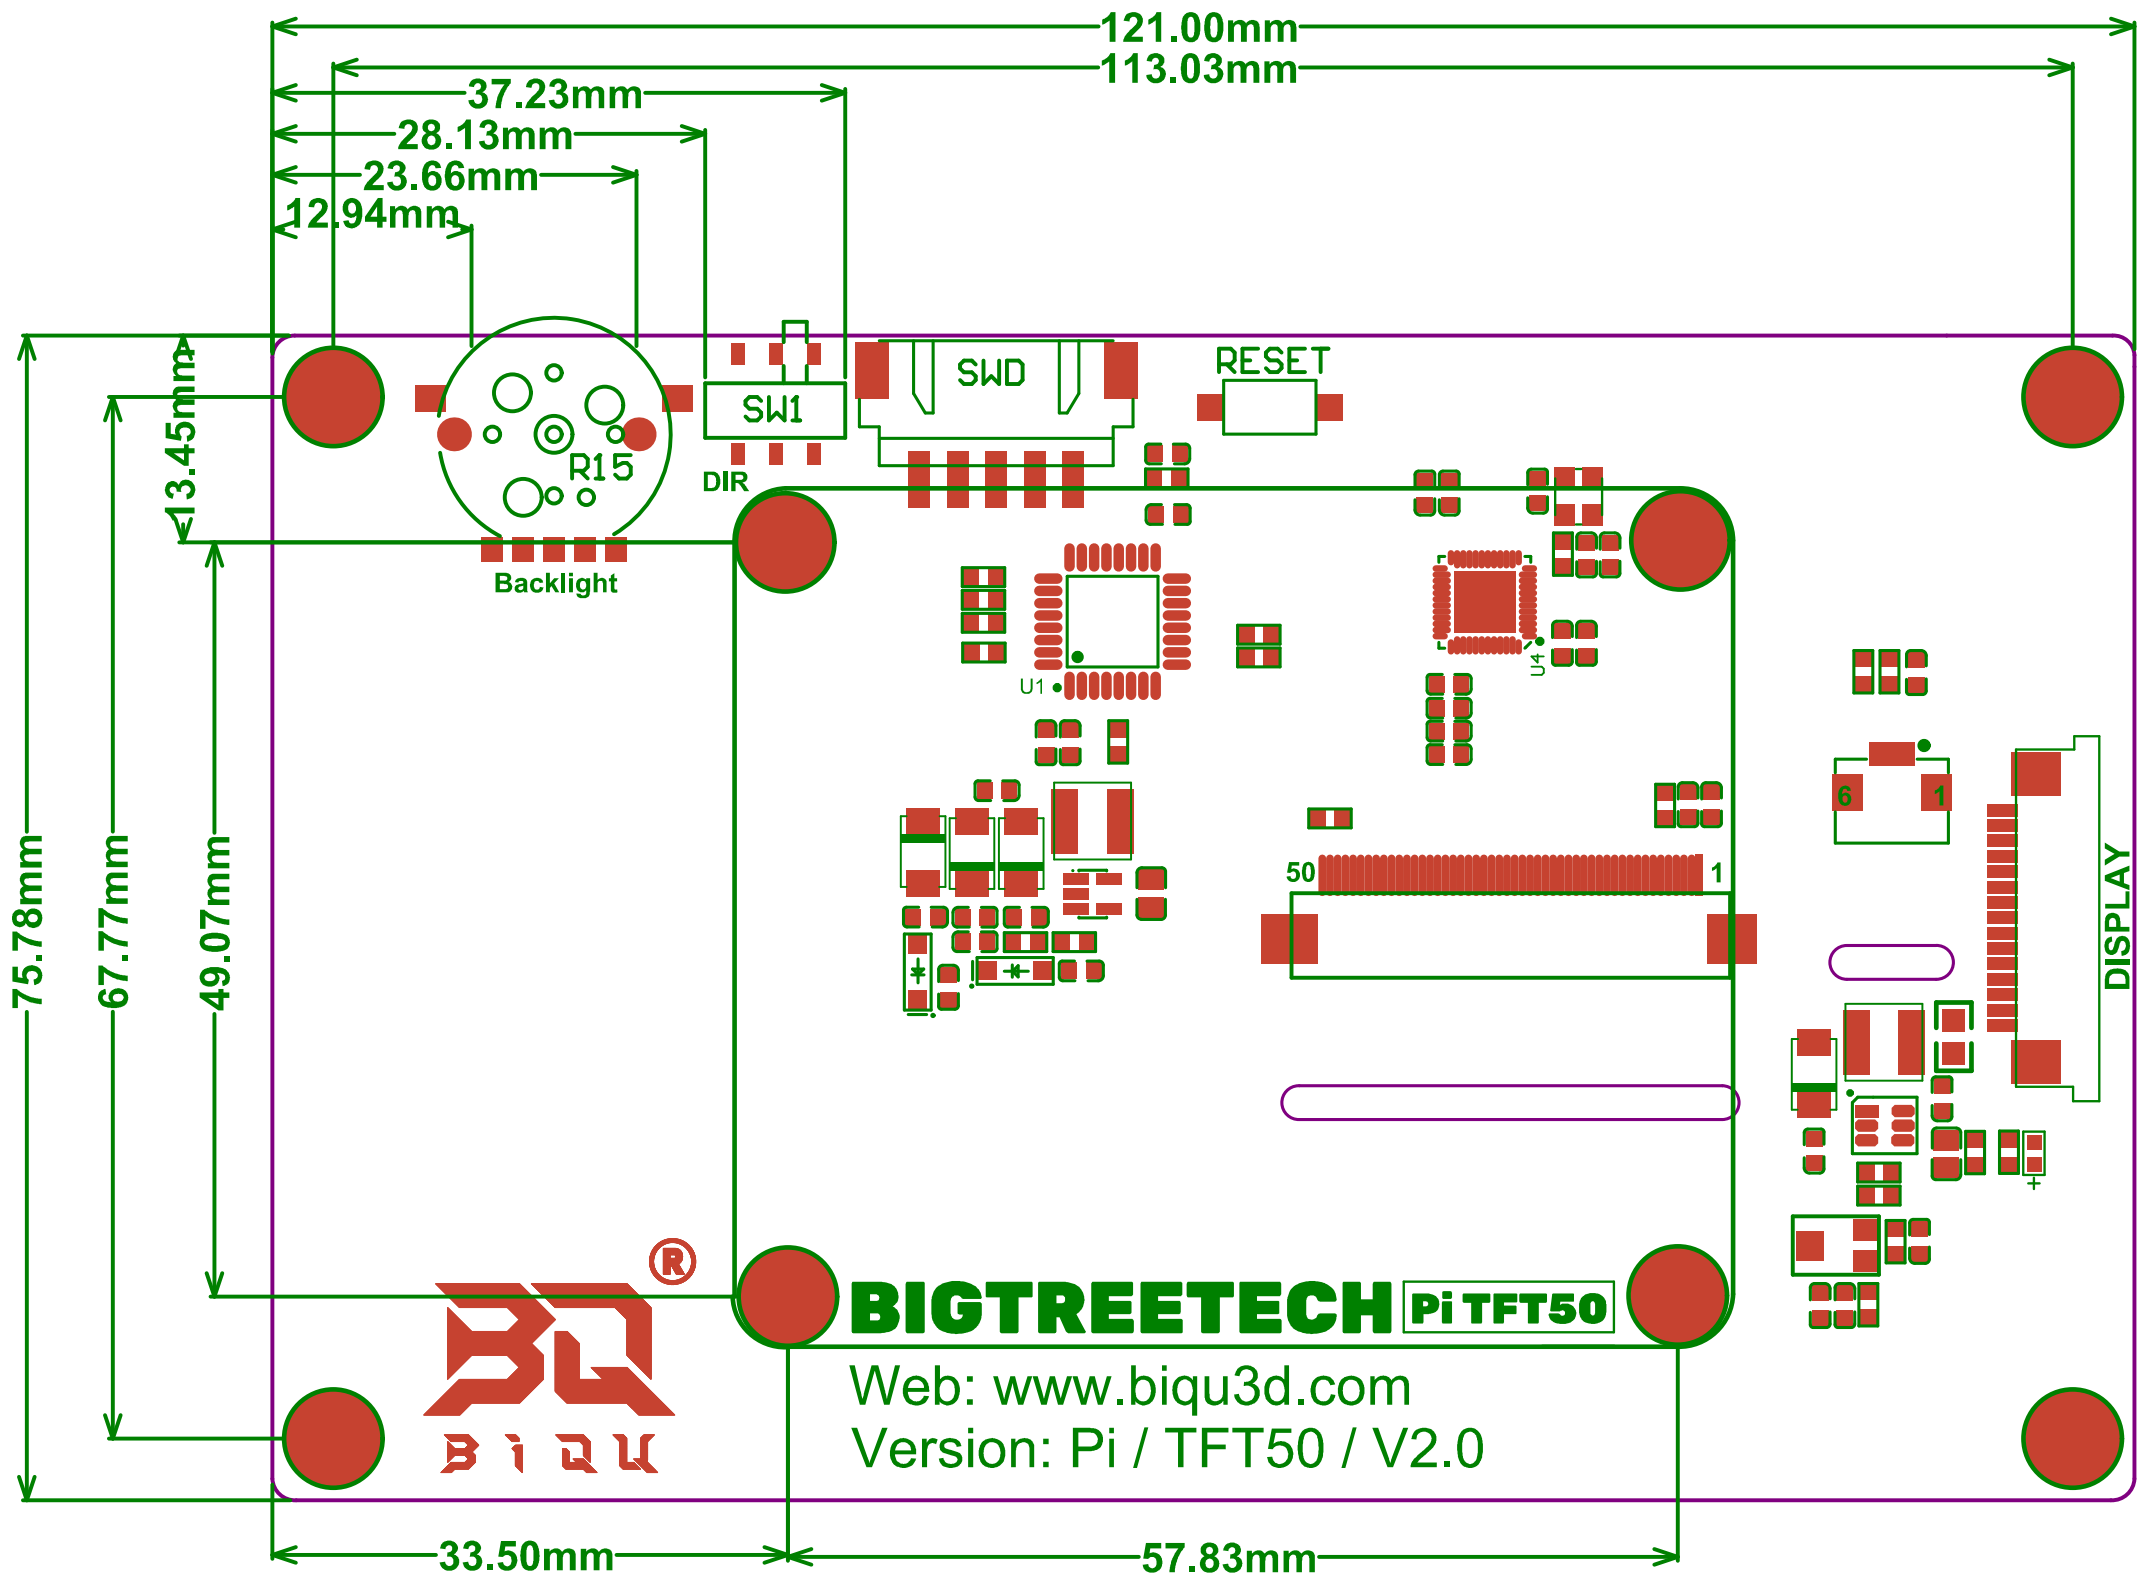 121.00mm
113.03mm
37.23mm
28.13mm
23.66mm
12.94mm
13.45mm
RESET
SWD
SW1
R15
DIR
Backlight
U1
U4
75.78mm
67.77mm
49.07mm
6 1
50 1
DISPLAY
+
R
BIQU
BIGTREETECH Pi TFT50
Web: www.biqu3d.com
Version: Pi / TFT50 / V2.0
33.50mm
57.83mm